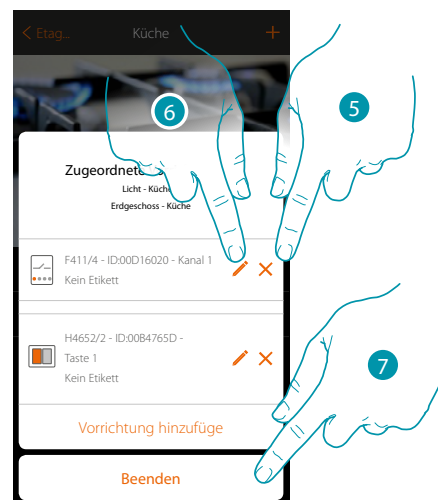 < Etag... Küche +
6
5
Zugeordnete
Licht - Küche
Erdgeschoss - Küche
F411/4 - ID:00D16020 - Kanal 1
Kein Etikett
H4652/2 - ID:00B4765D -
Taste 1
Kein Etikett
7
Vorrichtung hinzufüge
Beenden